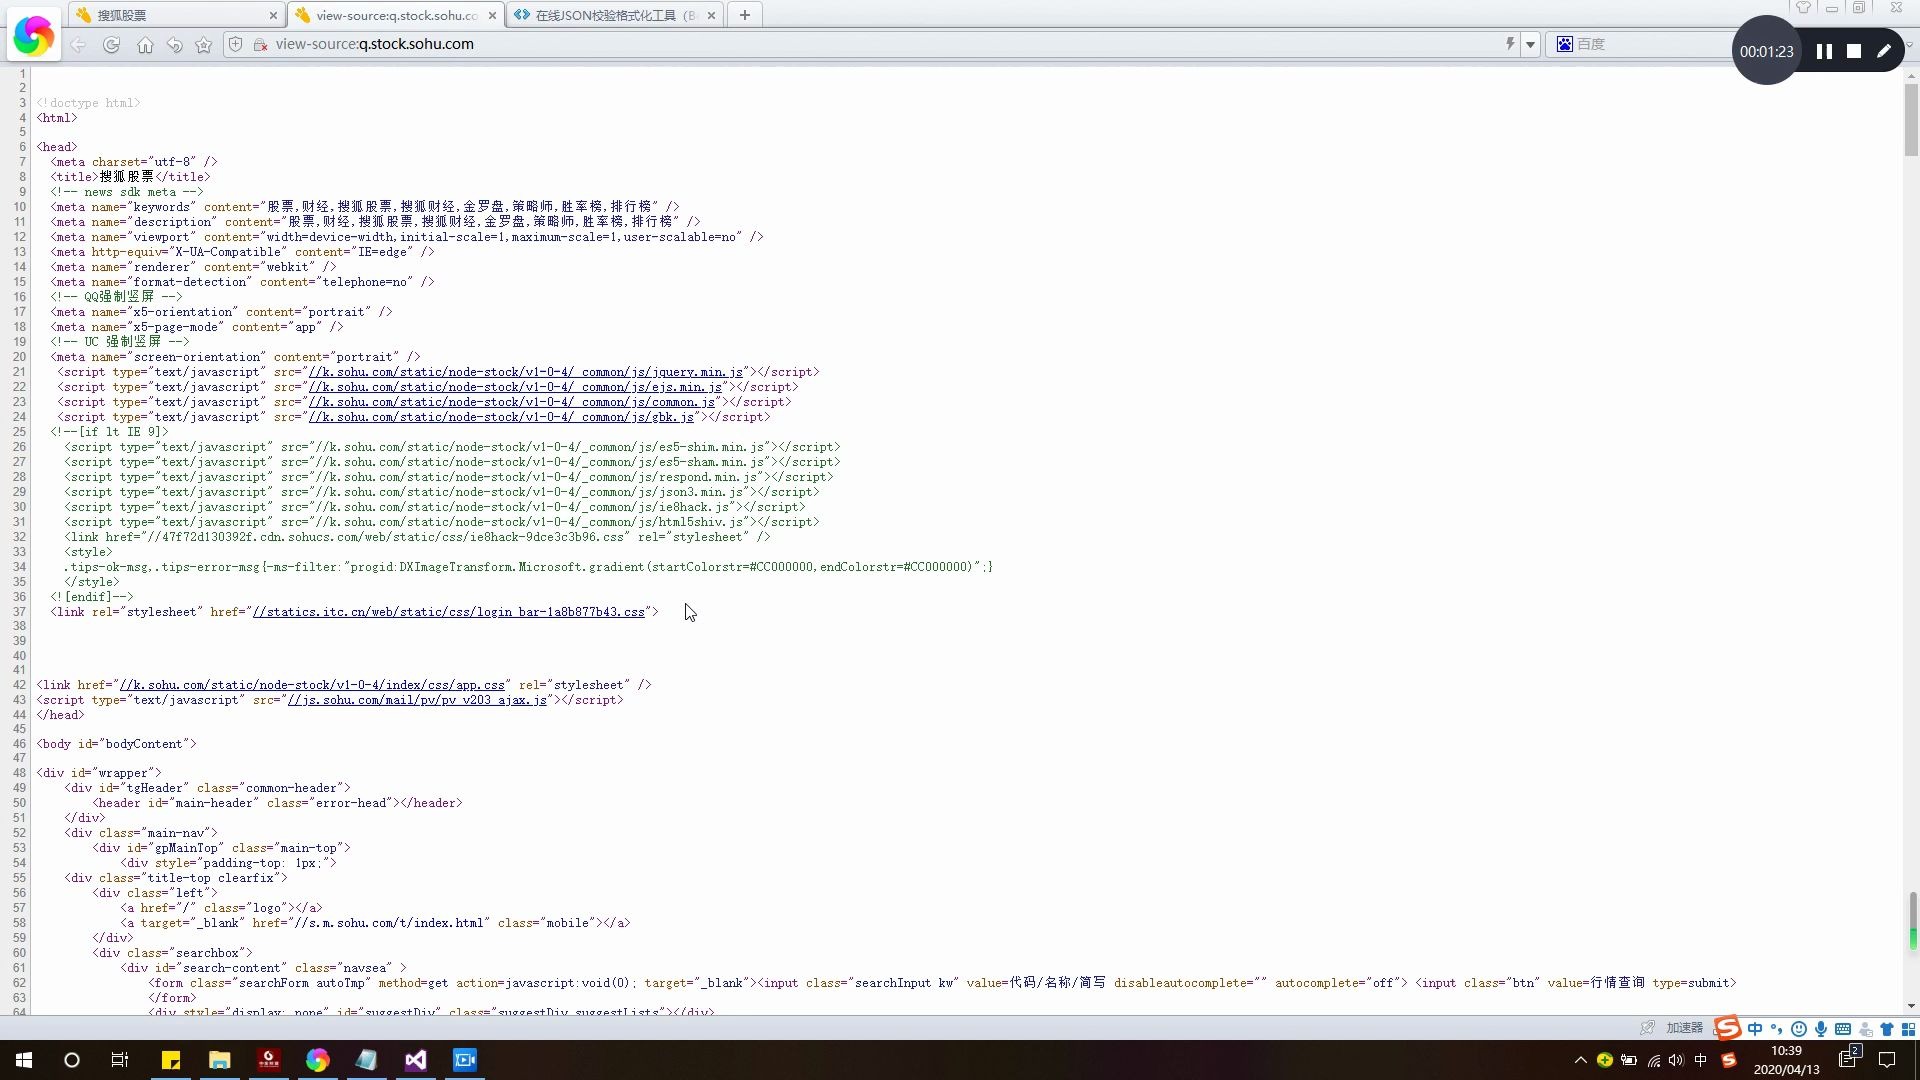 搜狐股票
view-source:q.stock.sohu.co
在线JSON校验格式化工具（Be
view-source:q.stock.sohu.com
百度
00:01:23
1
2
3 <!doctype html>
4 <html>
5
6 <head>
7 <meta charset="utf-8" />
8 <title>搜狐股票</title>
9 <!-- news sdk meta -->
10 <meta name="keywords" content="股票,财经,搜狐股票,搜狐财经,金罗盘,策略师,胜率榜,排行榜" />
11 <meta name="description" content="股票,财经,搜狐股票,搜狐财经,金罗盘,策略师,胜率榜,排行榜" />
12 <meta name="viewport" content="width=device-width,initial-scale=1,maximum-scale=1,user-scalable=no" />
13 <meta http-equiv="X-UA-Compatible" content="IE=edge" />
14 <meta name="renderer" content="webkit" />
15 <meta name="format-detection" content="telephone=no" />
16 <!-- QQ强制竖屏 -->
17 <meta name="x5-orientation" content="portrait" />
18 <meta name="x5-page-mode" content="app" />
19 <!-- UC 强制竖屏 -->
20 <meta name="screen-orientation" content="portrait" />
21 <script type="text/javascript" src="//k.sohu.com/static/node-stock/v1-0-4/_common/js/jquery.min.js"></script>
22 <script type="text/javascript" src="//k.sohu.com/static/node-stock/v1-0-4/_common/js/ejs.min.js"></script>
23 <script type="text/javascript" src="//k.sohu.com/static/node-stock/v1-0-4/_common/js/common.js"></script>
24 <script type="text/javascript" src="//k.sohu.com/static/node-stock/v1-0-4/_common/js/gbk.js"></script>
25 <!--[if lt IE 9]>
26 <script type="text/javascript" src="//k.sohu.com/static/node-stock/v1-0-4/_common/js/es5-shim.min.js"></script>
27 <script type="text/javascript" src="//k.sohu.com/static/node-stock/v1-0-4/_common/js/es5-sham.min.js"></script>
28 <script type="text/javascript" src="//k.sohu.com/static/node-stock/v1-0-4/_common/js/respond.min.js"></script>
29 <script type="text/javascript" src="//k.sohu.com/static/node-stock/v1-0-4/_common/js/json3.min.js"></script>
30 <script type="text/javascript" src="//k.sohu.com/static/node-stock/v1-0-4/_common/js/ie8hack.js"></script>
31 <script type="text/javascript" src="//k.sohu.com/static/node-stock/v1-0-4/_common/js/html5shiv.js"></script>
32 <link href="//47f72d130392f.cdn.sohucs.com/web/static/css/ie8hack-9dce3c3b96.css" rel="stylesheet" />
33 <style>
34 .tips-ok-msg,.tips-error-msg{-ms-filter:"progid:DXImageTransform.Microsoft.gradient(startColorstr=#CC000000,endColorstr=#CC000000)";}
35 </style>
36 <![endif]-->
37 <link rel="stylesheet" href="//statics.itc.cn/web/static/css/login_bar-1a8b877b43.css">
38
39
40
41
42 <link href="//k.sohu.com/static/node-stock/v1-0-4/index/css/app.css" rel="stylesheet" />
43 <script type="text/javascript" src="//js.sohu.com/mail/pv/pv_v203_ajax.js"></script>
44 </head>
45
46 <body id="bodyContent">
47
48 <div id="wrapper">
49 <div id="tgHeader" class="common-header">
50 <header id="main-header" class="error-head"></header>
51 </div>
52 <div class="main-nav">
53 <div id="gpMainTop" class="main-top">
54 <div style="padding-top: 1px;">
55 <div class="title-top clearfix">
56 <div class="left">
57 <a href="/" class="logo"></a>
58 <a target="_blank" href="//s.m.sohu.com/t/index.html" class="mobile"></a>
59 </div>
60 <div class="searchbox">
61 <div id="search-content" class="navsea" >
62 <form class="searchForm autoTmp" method=get action=javascript:void(0); target="_blank"><input class="searchInput kw" value=代码/名称/简写 disableautocomplete="" autocomplete="off"> <input class="btn" value=行情查询 type=submit>
63 </form>
64 <div style="display: none" id="suggestDiv" class="suggestDiv suggestLists"></div>
加速器
中
中
10:39
2020/04/13
2